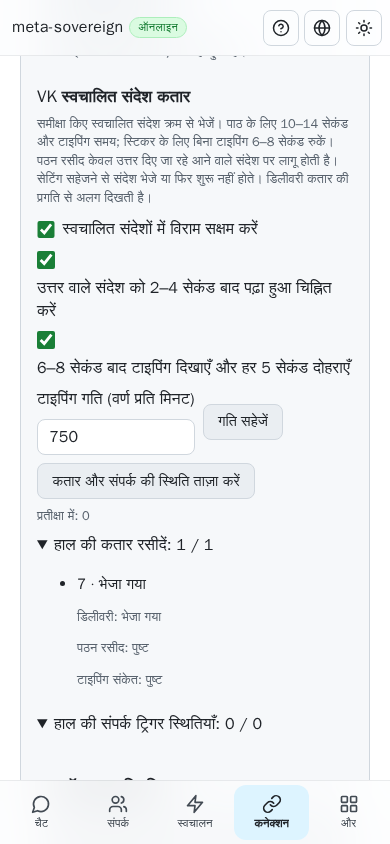 meta-sovereign ऑनलाइन
VK स्वचालित संदेश कतार
समीक्षा किए स्वचालित संदेश क्रम से भेजें। पाठ के लिए 10–14 सेकंड
और टाइपिंग समय; स्टिकर के लिए बिना टाइपिंग 6–8 सेकंड रुकें।
पठन रसीद केवल उत्तर दिए जा रहे आने वाले संदेश पर लागू होती है।
सेटिंग सहेजने से संदेश भेजे या फिर शुरू नहीं होते। डिलीवरी कतार की
प्रगति से अलग दिखती है।
स्वचालित संदेशों में विराम सक्षम करें
उत्तर वाले संदेश को 2–4 सेकंड बाद पढ़ा हुआ चिह्नित
करें
6–8 सेकंड बाद टाइपिंग दिखाएँ और हर 5 सेकंड दोहराएँ
टाइपिंग गति (वर्ण प्रति मिनट)
750
गति सहेजें
कतार और संपर्क की स्थिति ताज़ा करें
प्रतीक्षा में: 0
▼ हाल की कतार रसीदें: 1 / 1
• 7 · भेजा गया
डिलीवरी: भेजा गया
पठन रसीद: पुष्ट
टाइपिंग संकेत: पुष्ट
▼ हाल की संपर्क ट्रिगर स्थितियाँ: 0 / 0
चैट संपर्क स्वचालन कनेक्शन और